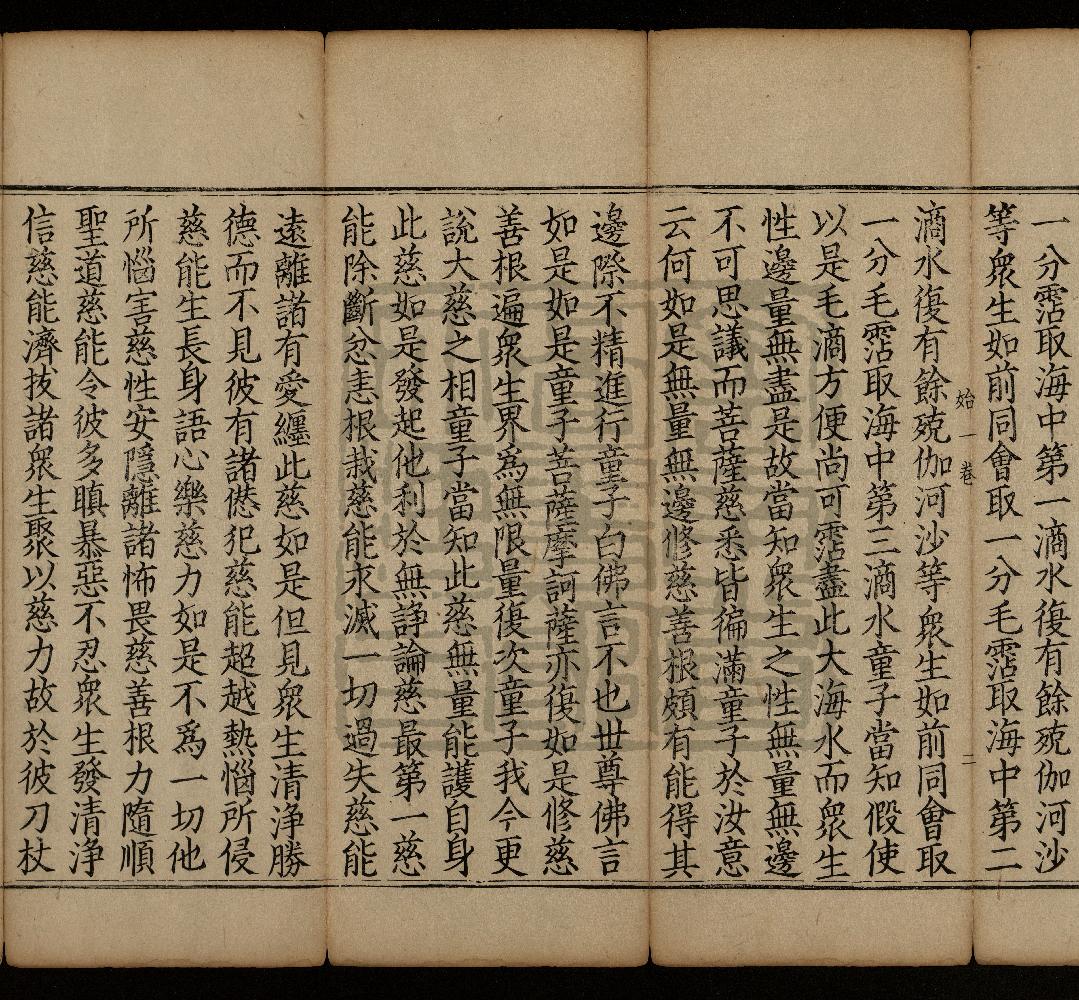 一分霑取海中第一滴水復有餘殑伽河沙
等衆生如前同會取一分毛霑取海中第二
始一卷 二
滴水復有餘殑伽河沙等衆生如前同會取
一分毛霑取海中第三滴水童子當知假使
以是毛滴方便尚可霑盡此大海水而衆生
性邊量無盡是故當知衆生之性無量無邊
不可思議而菩薩慈悉皆徧滿童子於汝意
云何如是無量無邊修慈善根頗有能得其
邊際不精進行童子白佛言不也世尊佛言
如是如是童子菩薩摩訶薩亦復如是修慈
善根遍衆生界爲無限量復次童子我今更
說大慈之相童子當知此慈無量能護自身
此慈如是發起他利於無諍論慈最第一慈
能除斷忿恚根栽慈能永滅一切過失慈能
遠離諸有愛纏此慈如是但見衆生清淨勝
德而不見彼有諸愆犯慈能超越熱惱所侵
慈能生長身語心樂慈力如是不爲一切他
所惱害慈性安隱離諸怖畏慈善根力隨順
聖道慈能令彼多瞋暴惡不忍衆生發清淨
信慈能濟拔諸衆生聚以慈力故於彼刀杖